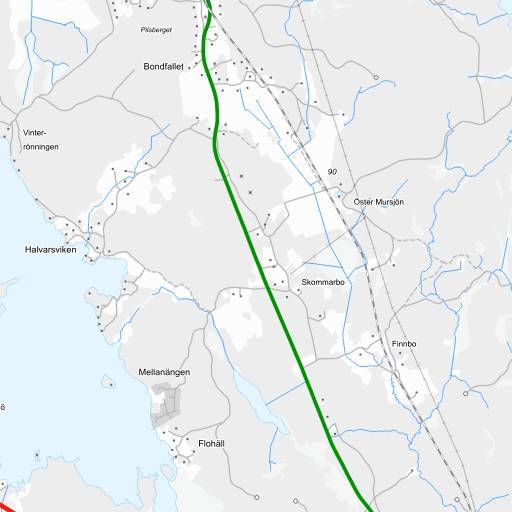 Pilsberget
Bondfallet
Vinter-
rönningen
90
Öster Mursjön
Halvarsviken
Skommarbo
Finnbo
Mellanängen
ö
Flohäll